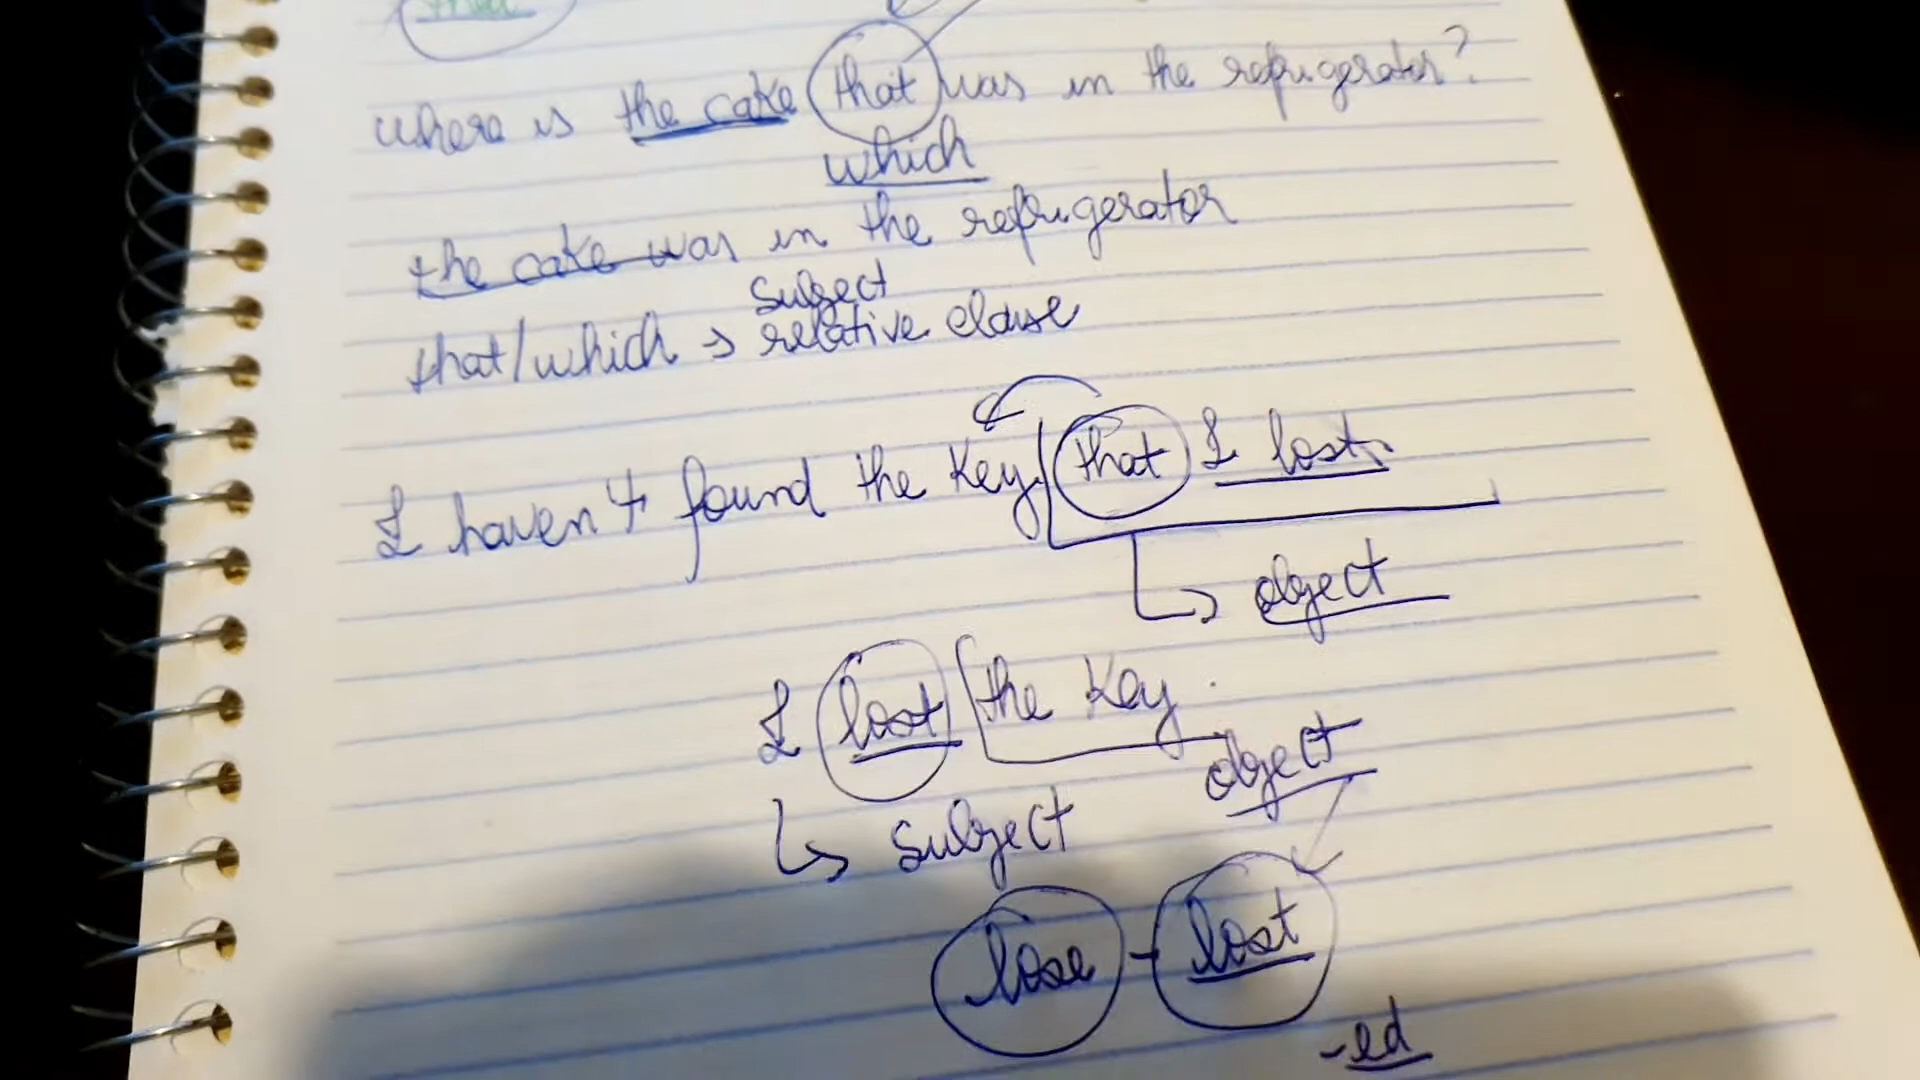 where is the cake that was in the refrigerator?
which
the cake was in the refrigerator
subject
that/which → relative clause
I haven't found the key that I lost.
object
I lost the key.
object
subject
lose - lost
-ed